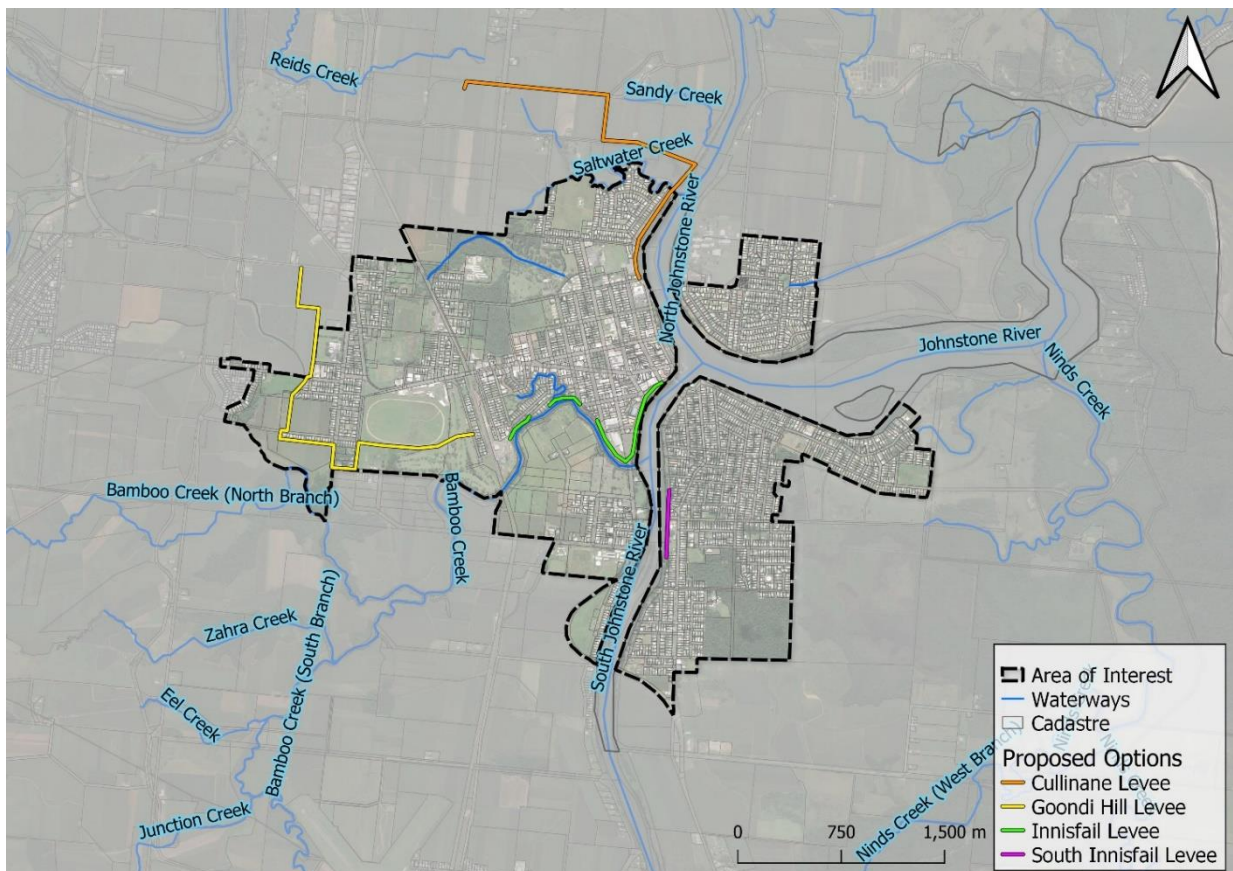 Reids Creek
Sandy Creek
Saltwater Creek
North Johnstone River
Johnstone River
Ninds Creek
Bamboo Creek (North Branch)
Bamboo Creek
South Johnstone River
Zahra Creek
Bamboo Creek (South Branch)
Eel Creek
Junction Creek
Ninds Creek (West Branch)
Ninds Creek
0 750 1,500 m
Area of Interest
Waterways
Cadastre
Proposed Options
Cullinane Levee
Goondi Hill Levee
Innisfail Levee
South Innisfail Levee